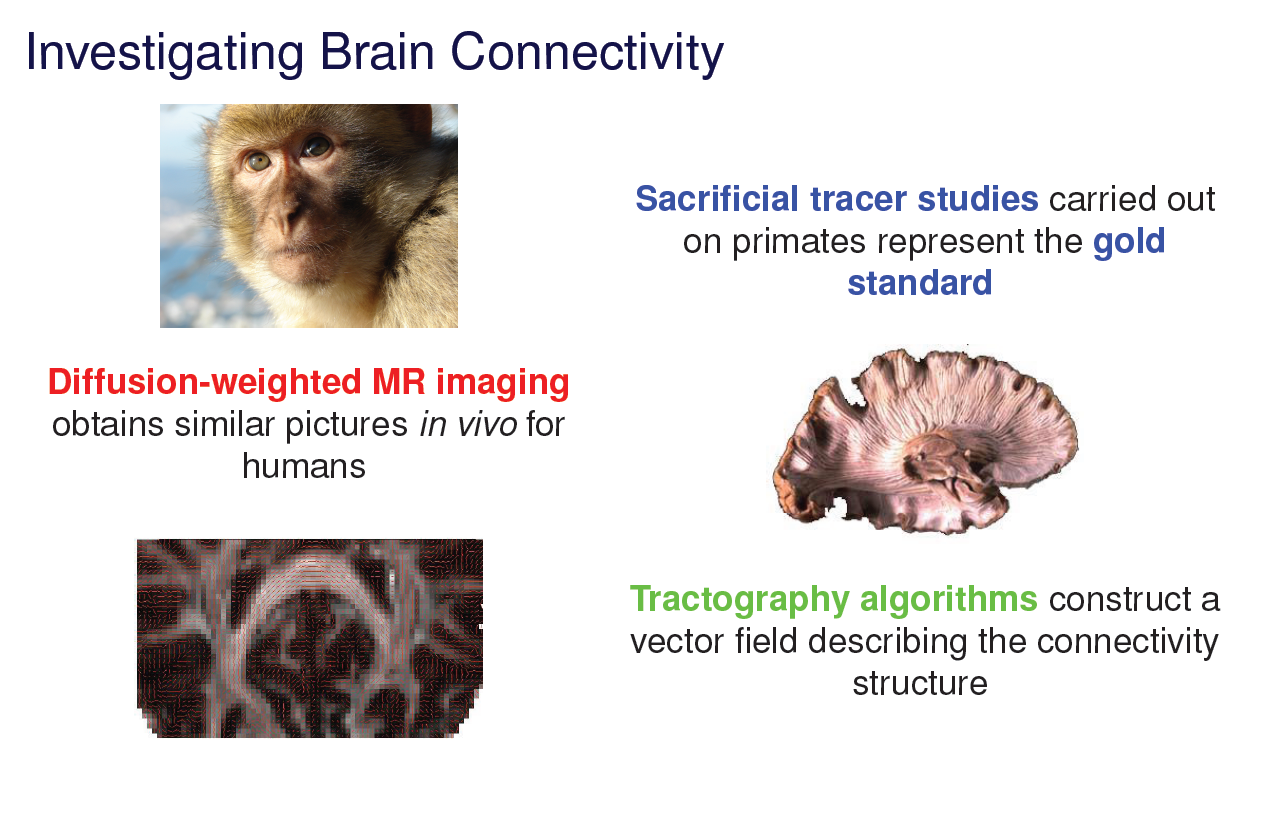 Investigating Brain Connectivity
Sacrificial tracer studies carried out
on primates represent the gold
standard
Diffusion-weighted MR imaging
obtains similar pictures in vivo for
humans
Tractography algorithms construct a
vector field describing the connectivity
structure